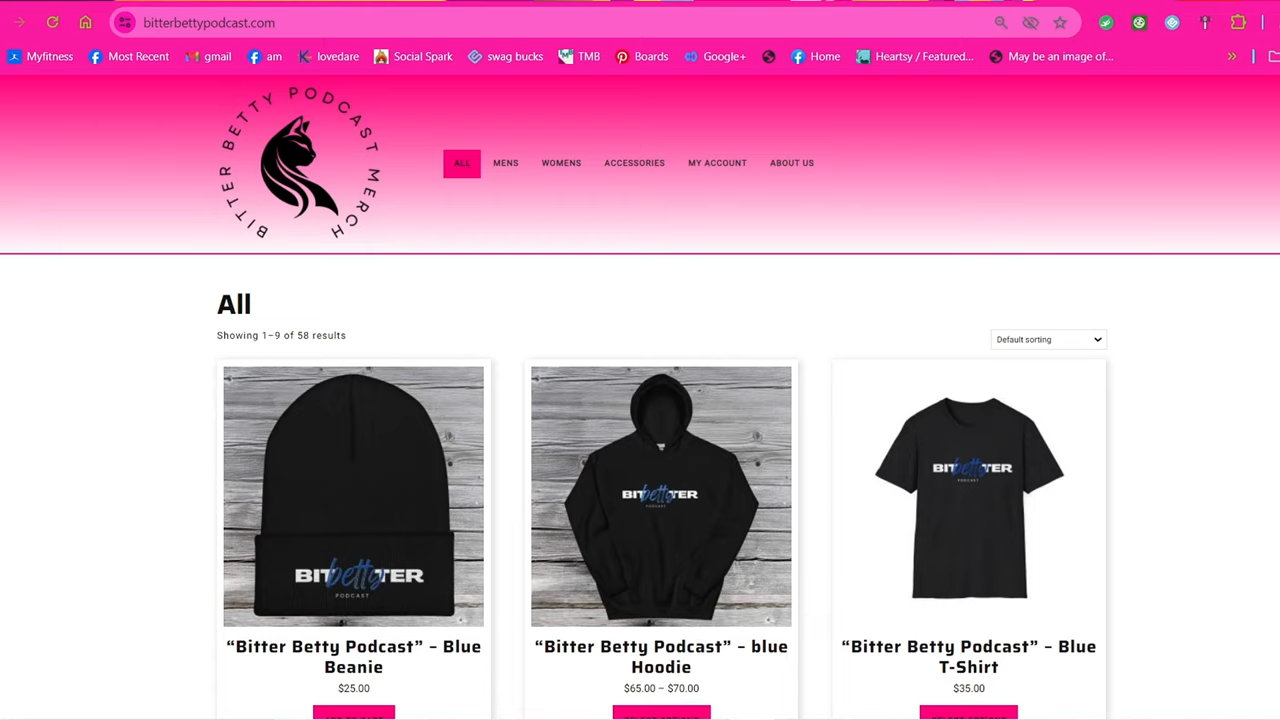 bitterbettypodcast.com
Myfitness Most Recent gmail am lovedare Social Spark swag bucks TMB Boards Google+ Home Heartsy / Featured... May be an image of...
BITTER BETTY PODCAST MERCH
ALL MENS WOMENS ACCESSORIES MY ACCOUNT ABOUT US
All
Showing 1–9 of 58 results
Default sorting
BITbettyTER
PODCAST
BITbettyTER
PODCAST
BITbettyTER
PODCAST
“Bitter Betty Podcast” – Blue Beanie
$25.00
“Bitter Betty Podcast” – blue Hoodie
$65.00 – $70.00
“Bitter Betty Podcast” – Blue T-Shirt
$35.00